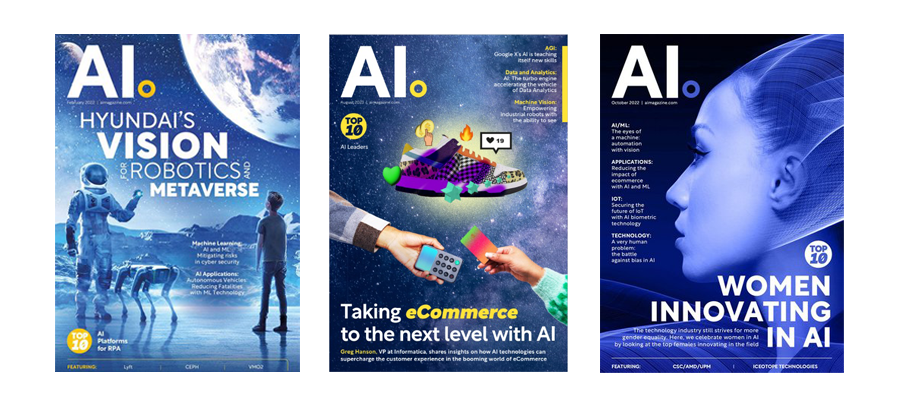 AI.
February 2022 | aimagazine.com
HYUNDAI'S
VISION
FOR ROBOTICS AND
METAVERSE
Machine Learning:
AI and ML
Mitigating risks
in cyber security
AI Applications:
Autonomous Vehicles
Reducing Fatalities
with ML Technology
TOP
10
AI
Platforms
for RPA
FEATURING:
Lyft
|
CEPH
|
VMO2
AI.
August 2022 | aimagazine.com
AGI:
Google X's AI is teaching
itself new skills
Data and Analytics:
AI: The turbo engine
accelerating the vehicle
of Data Analytics
Machine Vision:
Empowering
industrial robots with
the ability to see
TOP
10
AI Leaders
19
Taking eCommerce
to the next level with AI
Greg Hanson, VP at Informatica, shares insights on how AI technologies can
supercharge the customer experience in the booming world of eCommerce
AI.
October 2022 | aimagazine.com
AI/ML:
The eyes of
a machine:
automation
with vision
APPLICATIONS:
Reducing the
impact of
ecommerce
with AI and ML
IOT:
Securing the
future of IoT
with AI biometric
technology
TECHNOLOGY:
A very human
problem:
the battle
against bias in AI
TOP
10
WOMEN
INNOVATING
IN AI
The technology industry still strives for more
gender equality. Here, we celebrate women in AI
by looking at the top females innovating in the field
FEATURING:
CSC/AMD/UPM
|
ICEOTOPE TECHNOLOGIES